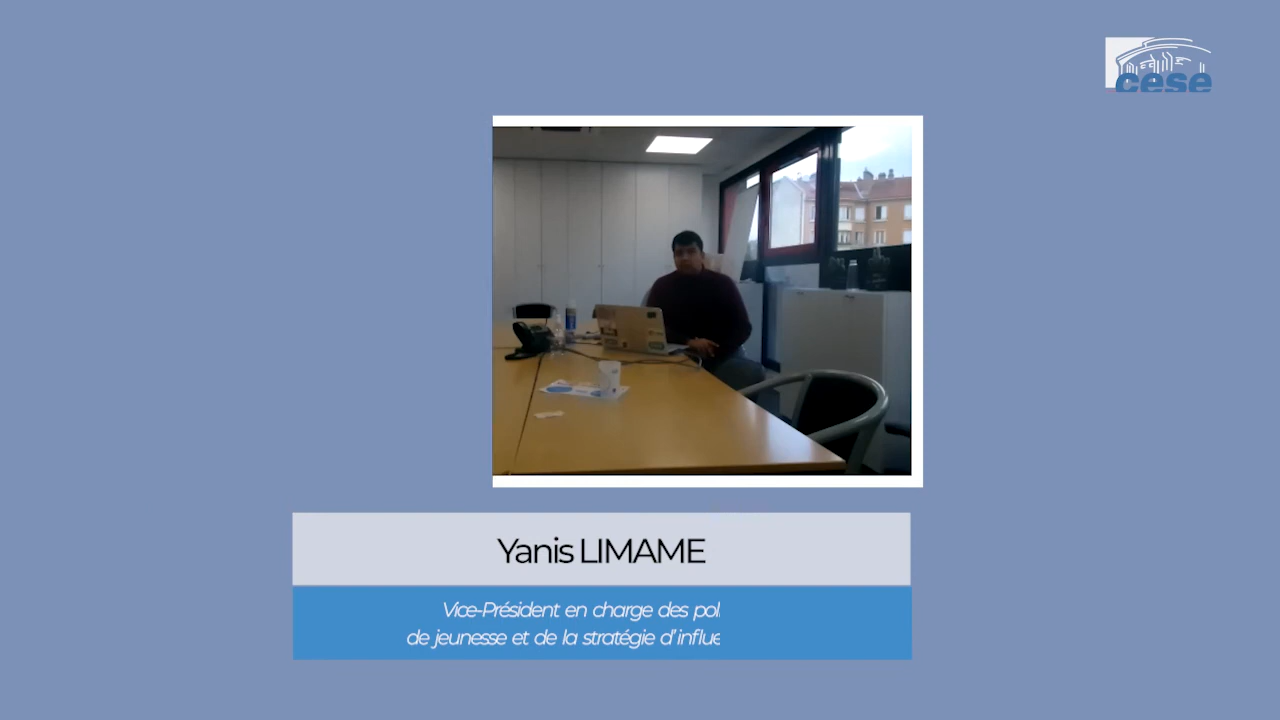 cese
Yanis LIMAME
Vice-Président en charge des pol
de jeunesse et de la stratégie d'influe